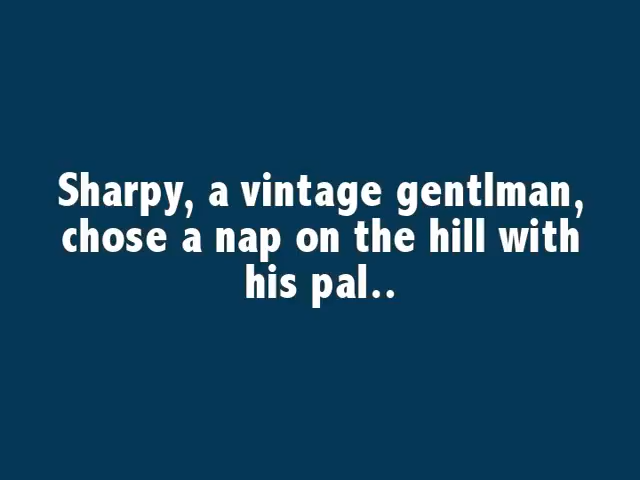 Sharpy, a vintage gentlman,
chose a nap on the hill with
his pal..